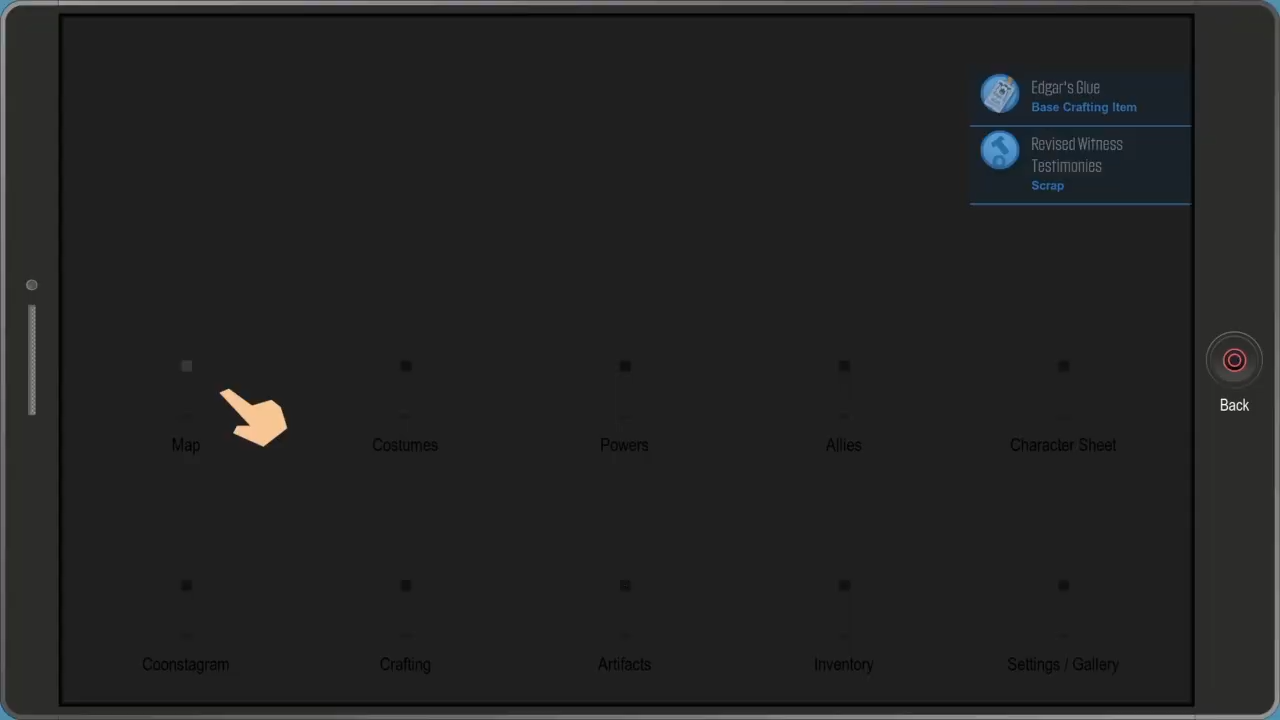 Edgar's Glue
Base Crafting Item
Revised Witness
Testimonies
Scrap
Back
Map
Costumes
Powers
Allies
Character Sheet
Coonstagram
Crafting
Artifacts
Inventory
Settings / Gallery